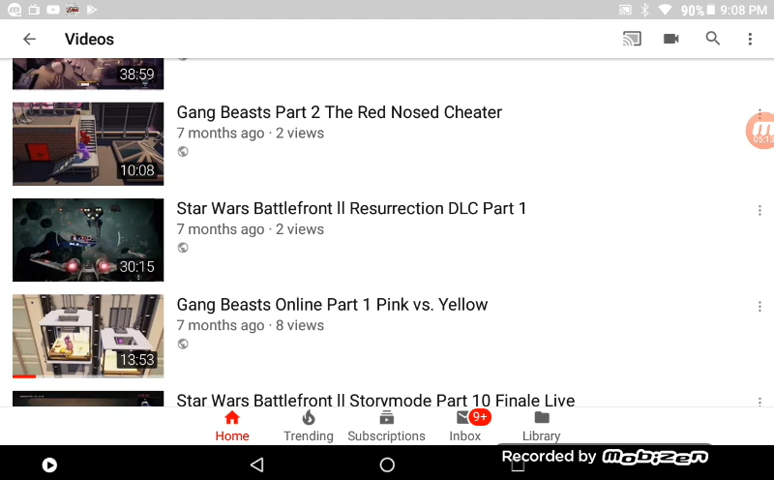 90% 9:08 PM
Videos
38:59
Gang Beasts Part 2 The Red Nosed Cheater
7 months ago · 2 views
10:08
Star Wars Battlefront ll Resurrection DLC Part 1
7 months ago · 2 views
30:15
Gang Beasts Online Part 1 Pink vs. Yellow
7 months ago · 8 views
13:53
Star Wars Battlefront ll Storymode Part 10 Finale Live
9+
Home Trending Subscriptions Inbox Library
Recorded by Mobizen